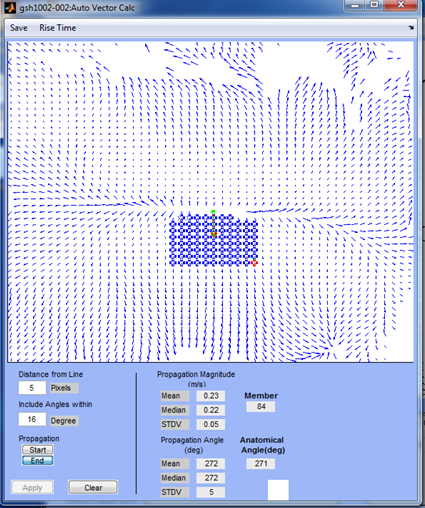 gsh1002-002:Auto Vector Calc
Save Rise Time
Distance from Line
5 Pixels
Include Angles within
16 Degree
Propagation
Start
End
Apply Clear
Propagation Magnitude
(m/s)
Mean 0.23
Median 0.22
STDV 0.05
Member
84
Propagation Angle
(deg)
Mean 272
Median 272
STDV 5
Anatomical
Angle(deg)
271